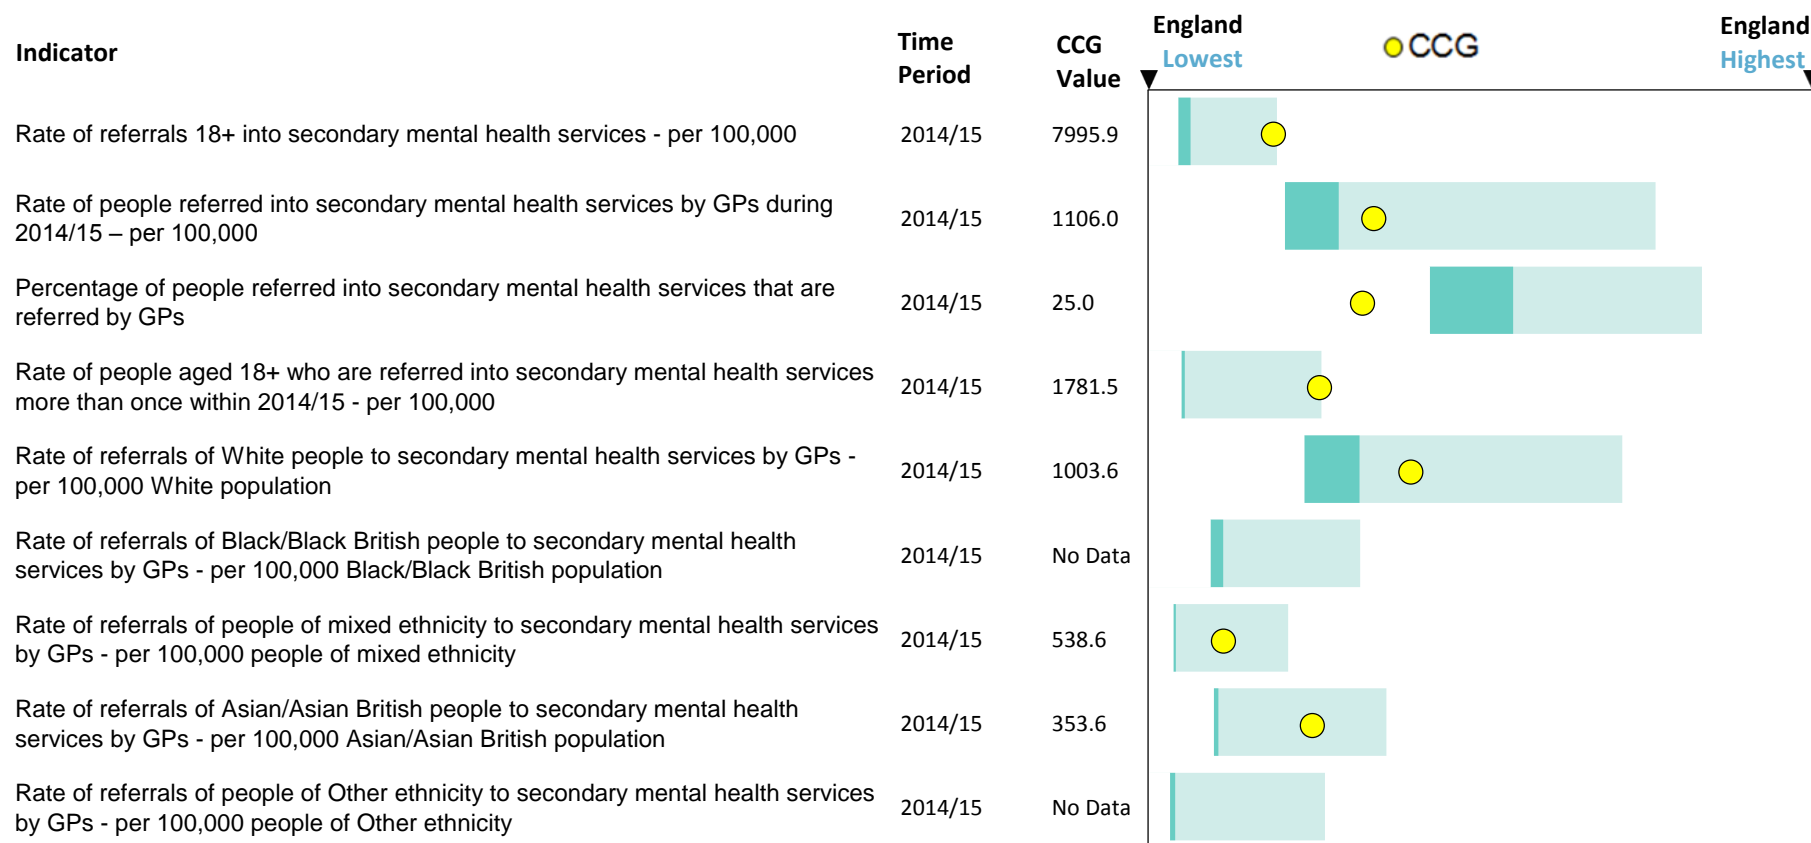 Indicator
Time
Period
CCG
Value
England
Lowest
CCG
England
Highest
Rate of referrals 18+ into secondary mental health services - per 100,000
2014/15
7995.9
Rate of people referred into secondary mental health services by GPs during
2014/15 – per 100,000
2014/15
1106.0
Percentage of people referred into secondary mental health services that are
referred by GPs
2014/15
25.0
Rate of people aged 18+ who are referred into secondary mental health services
more than once within 2014/15 - per 100,000
2014/15
1781.5
Rate of referrals of White people to secondary mental health services by GPs -
per 100,000 White population
2014/15
1003.6
Rate of referrals of Black/Black British people to secondary mental health
services by GPs - per 100,000 Black/Black British population
2014/15
No Data
Rate of referrals of people of mixed ethnicity to secondary mental health services
by GPs - per 100,000 people of mixed ethnicity
2014/15
538.6
Rate of referrals of Asian/Asian British people to secondary mental health
services by GPs - per 100,000 Asian/Asian British population
2014/15
353.6
Rate of referrals of people of Other ethnicity to secondary mental health services
by GPs - per 100,000 people of Other ethnicity
2014/15
No Data